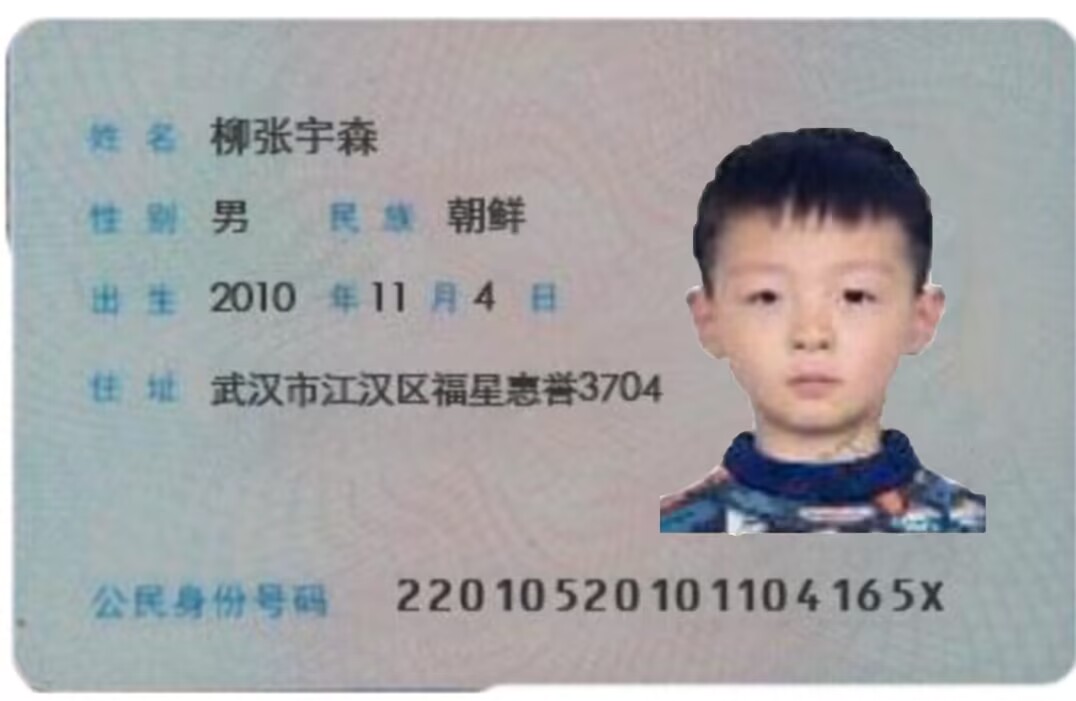 姓名 柳张宇森
性别 男 民族 朝鲜
出生 2010 年 11 月 4 日
住址 武汉市江汉区福星惠誉3704
公民身份号码 22010520101104165X